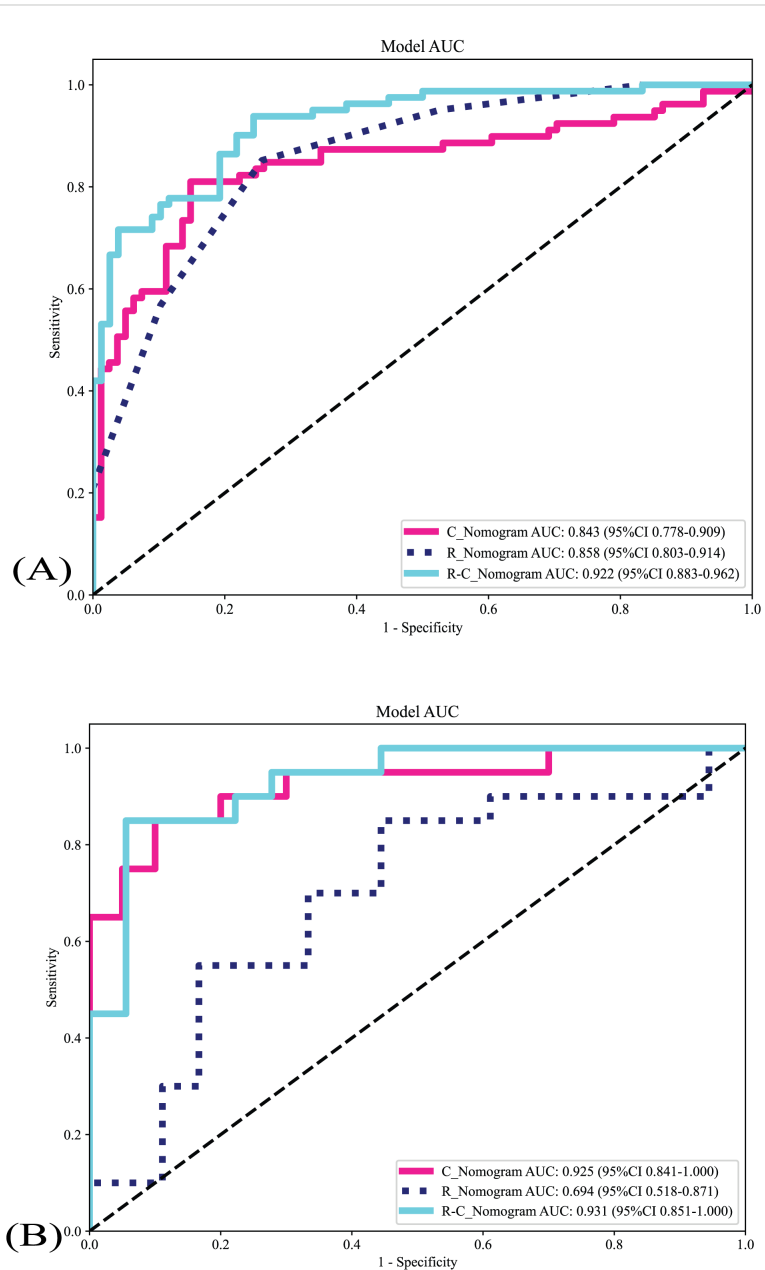 Model AUC
1.0
0.8
0.6
0.4
0.2
0.0
Sensitivity
C_Nomogram AUC: 0.843 (95%CI 0.778-0.909)
R_Nomogram AUC: 0.858 (95%CI 0.803-0.914)
R-C_Nomogram AUC: 0.922 (95%CI 0.883-0.962)
(A)
0.0 0.2 0.4 0.6 0.8 1.0
1 - Specificity
Model AUC
1.0
0.8
0.6
0.4
0.2
0.0
Sensitivity
C_Nomogram AUC: 0.925 (95%CI 0.841-1.000)
R_Nomogram AUC: 0.694 (95%CI 0.518-0.871)
R-C_Nomogram AUC: 0.931 (95%CI 0.851-1.000)
(B)
0.0 0.2 0.4 0.6 0.8 1.0
1 - Specificity